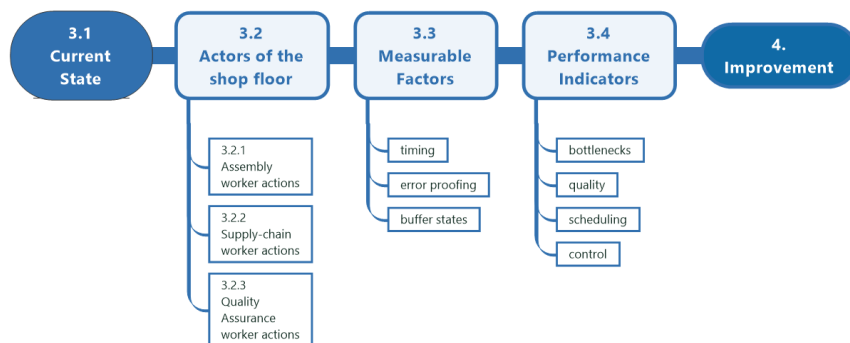 3.1
Current
State
3.2
Actors of the
shop floor
3.3
Measurable
Factors
3.4
Performance
Indicators
4.
Improvement
3.2.1
Assembly
worker actions
3.2.2
Supply-chain
worker actions
3.2.3
Quality
Assurance
worker actions
timing
error proofing
buffer states
bottlenecks
quality
scheduling
control